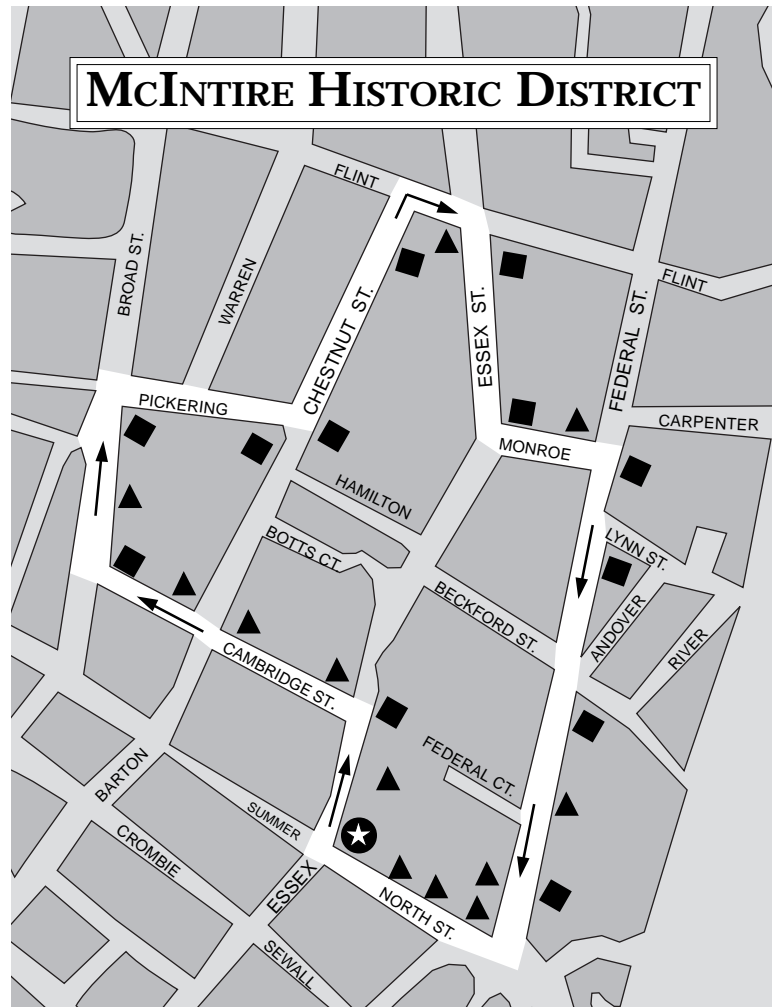 McIntire Historic District
FLINT
BROAD ST.
WARREN
CHESTNUT ST.
ESSEX ST.
FEDERAL ST.
FLINT
PICKERING
CARPENTER
MONROE
HAMILTON
BOTTS CT.
LYNN ST.
BECKFORD ST.
ANDOVER
RIVER
CAMBRIDGE ST.
FEDERAL CT.
BARTON
SUMMER
CROMBIE
ESSEX
NORTH ST.
SEWALL